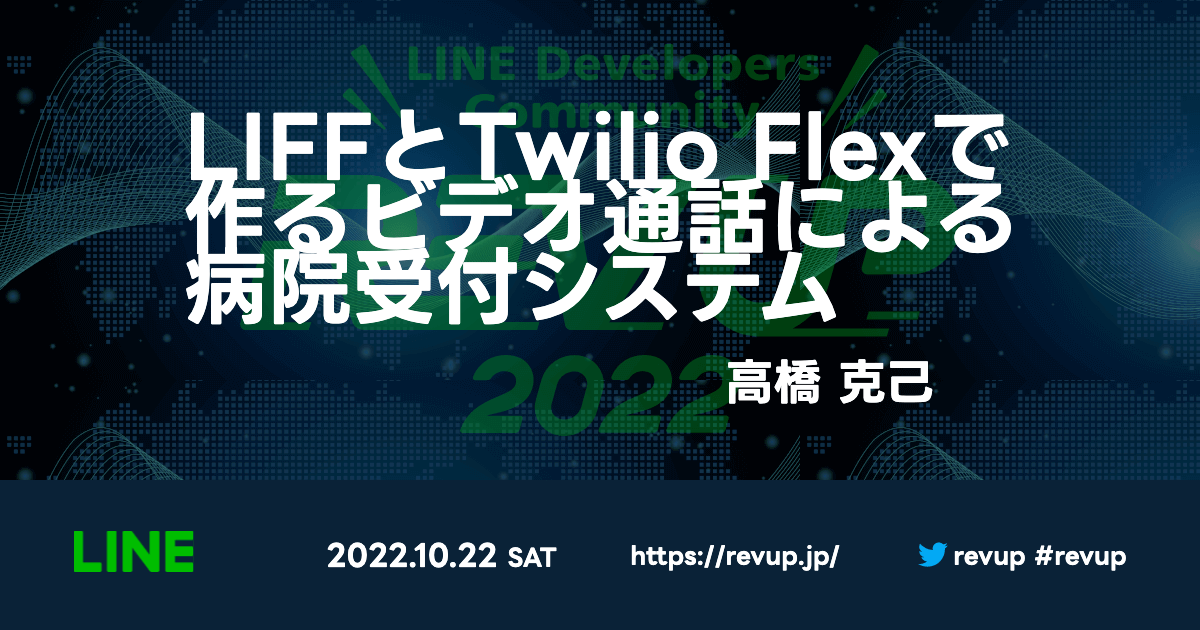 LINE Developers
Community
LIFFとTwilio Flexで
作るビデオ通話による
病院受付システム
REV UP
2022
高橋 克己
LINE
2022.10.22 SAT
https://revup.jp/
revup #revup